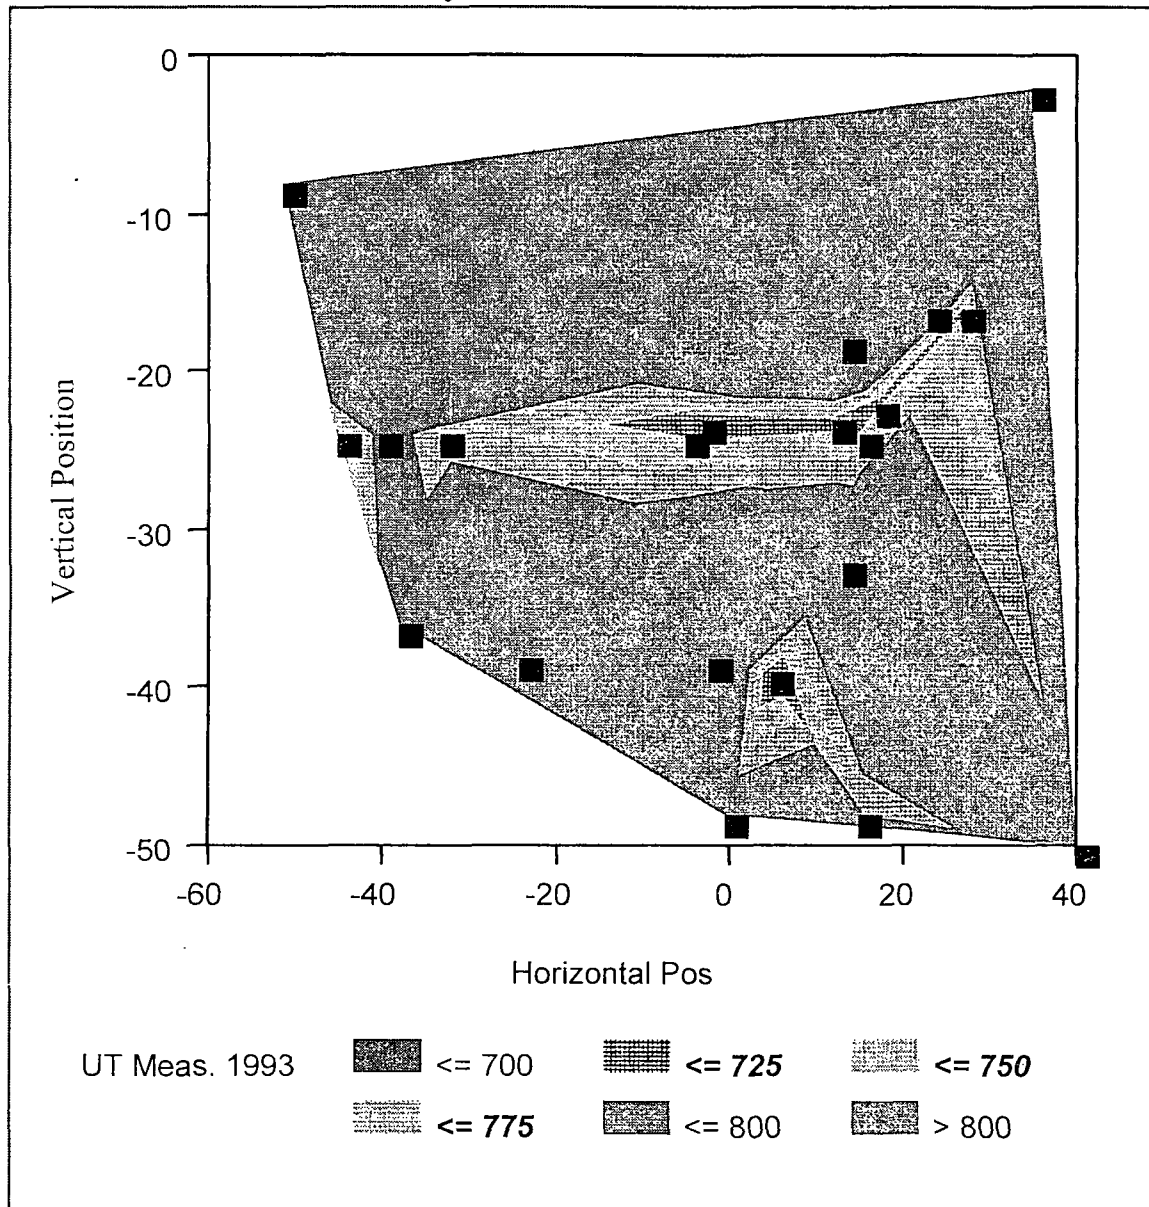 0
-10
-20
-30
-40
-50
Vertical Position
-60 -40 -20 0 20 40
Horizontal Pos
UT Meas. 1993 <= 700 <= 725 <= 750
<= 775 <= 800 > 800